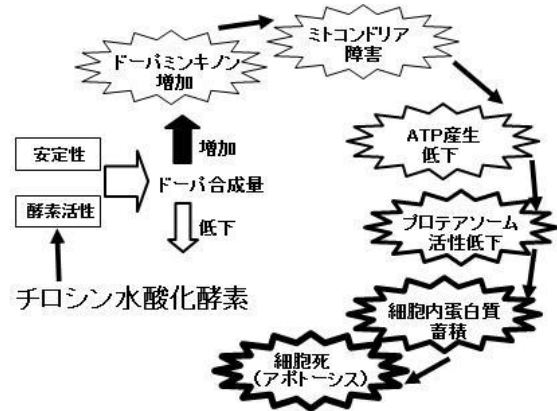 ミトコンドリア
障害
ドーパミンキノン
増加
ATP産生
低下
安定性
増加
ドーパ合成量
酵素活性
プロテアソーム
活性低下
低下
チロシン水酸化酵素
細胞内蛋白質
畜積
細胞死
（アポトーシス）